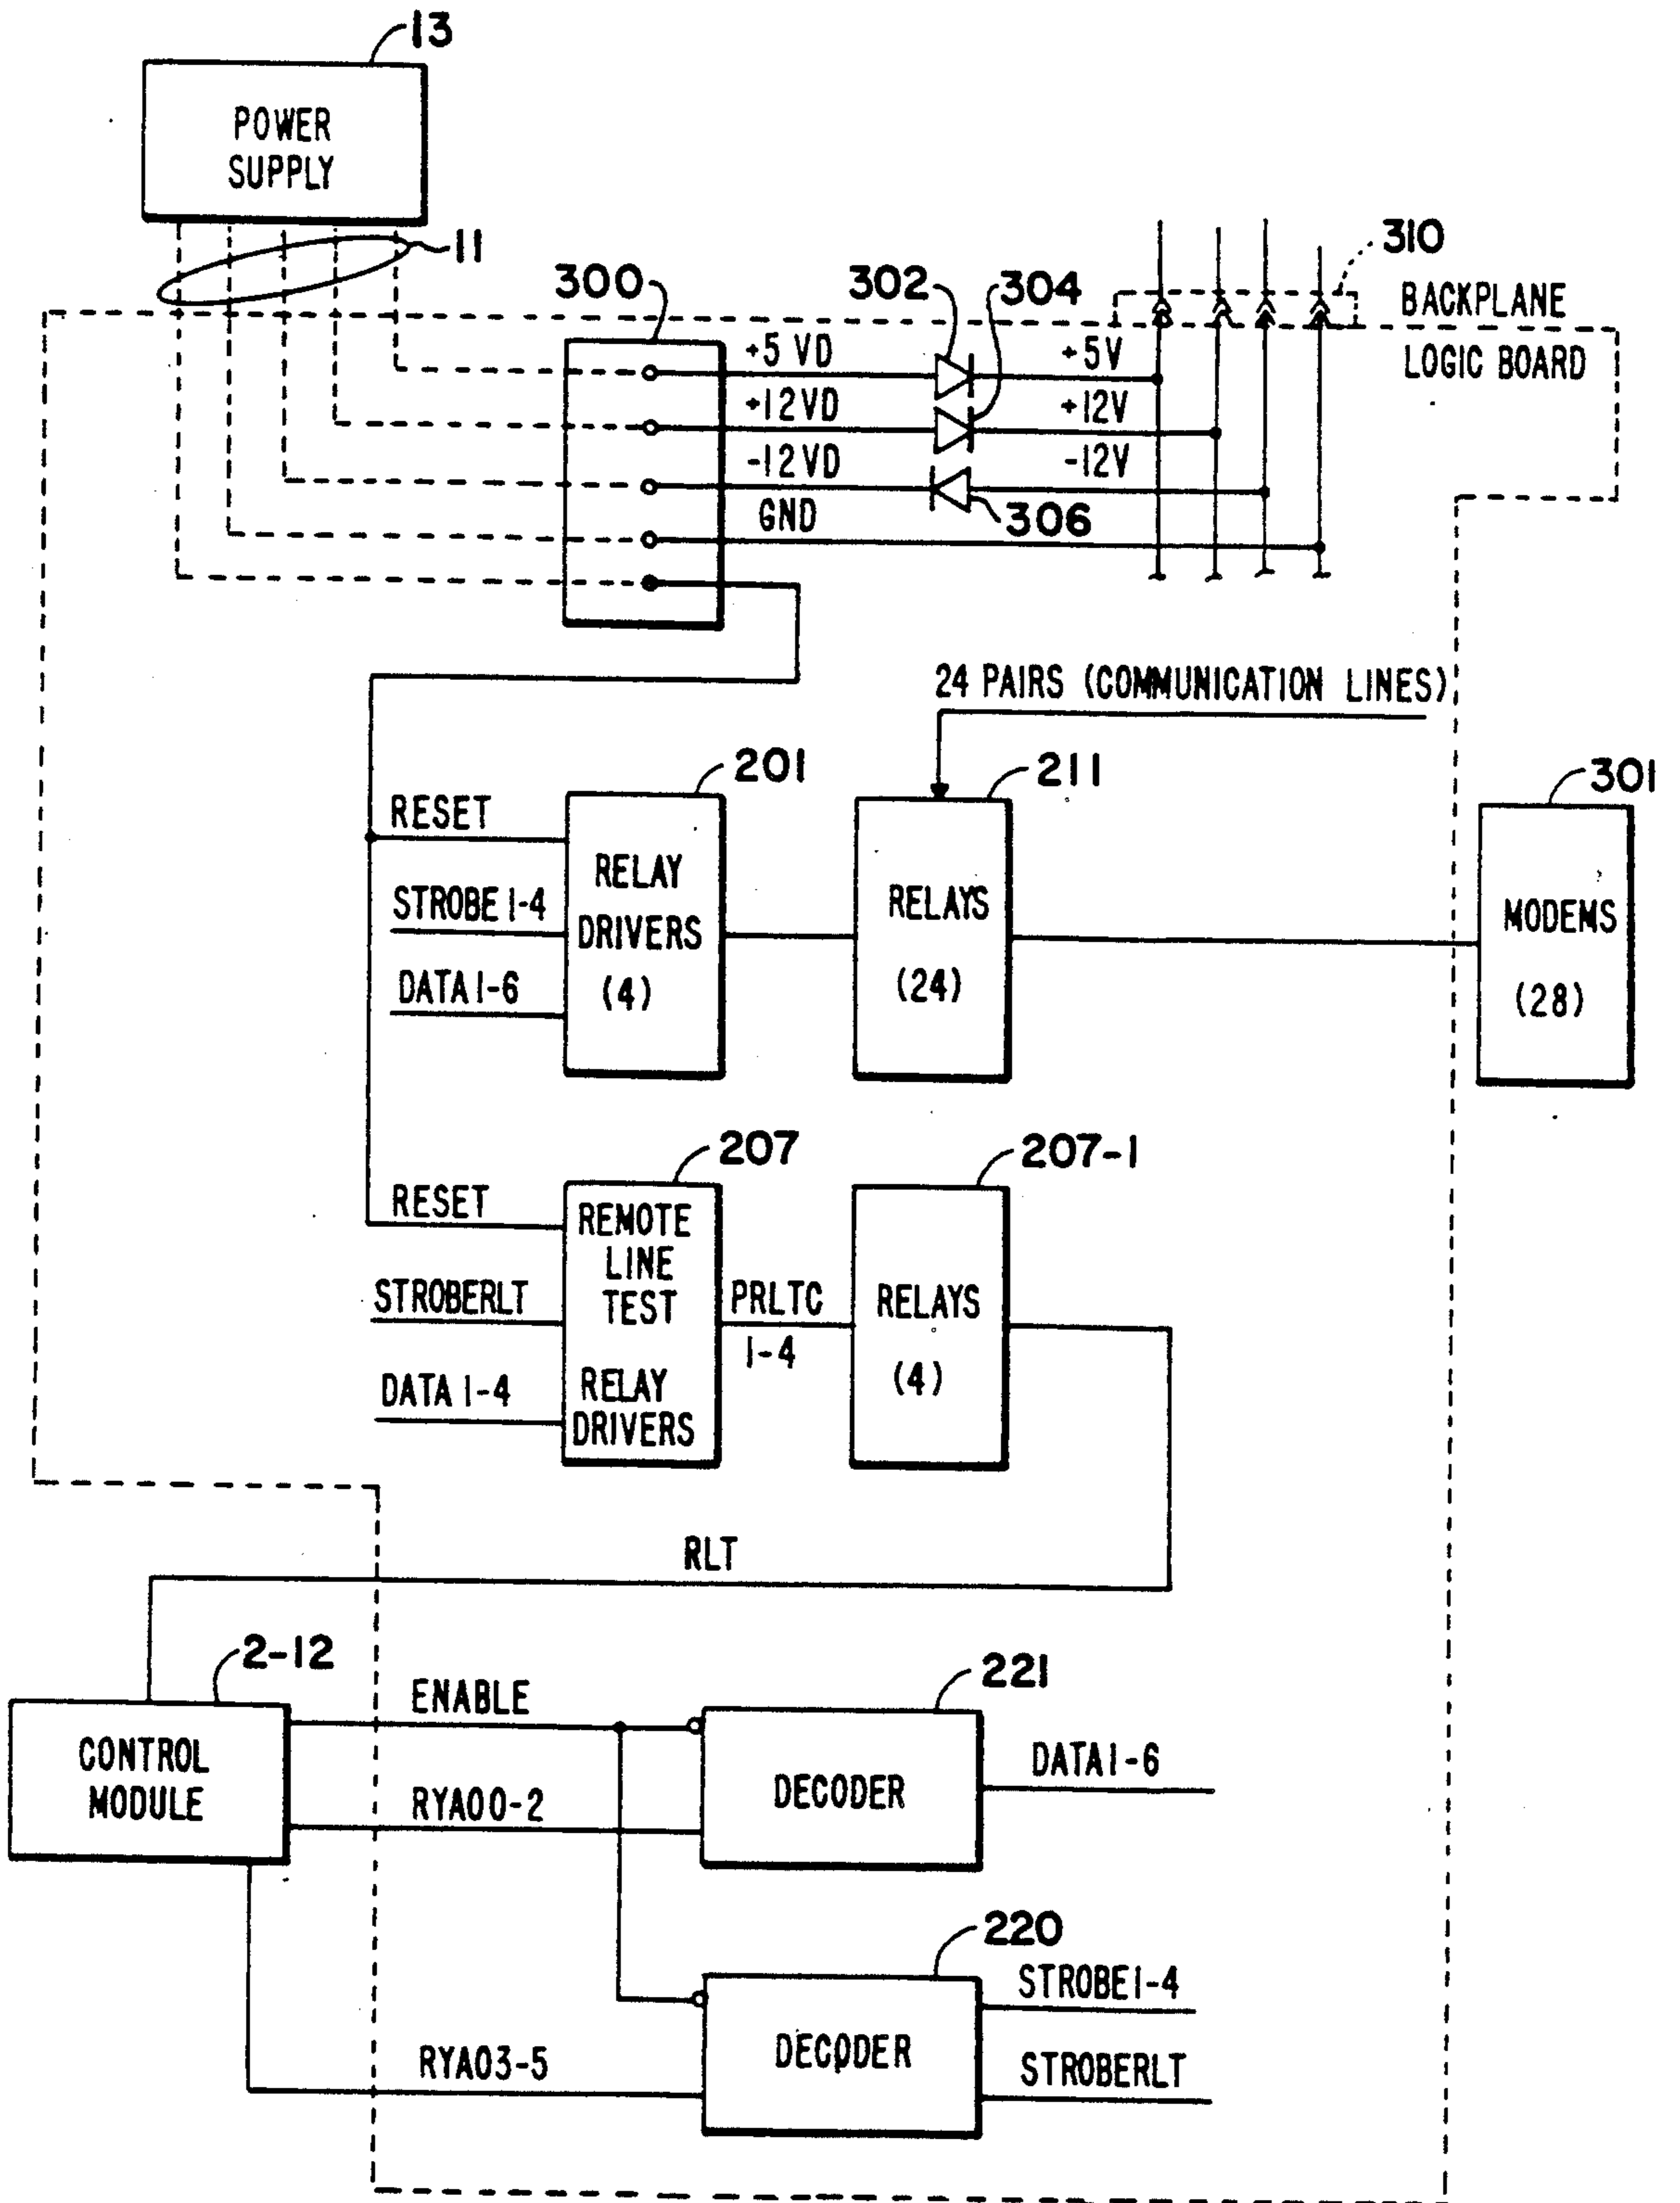 13
POWER
SUPPLY
11
310
300
302
304
BACKPLANE
LOGIC BOARD
+5 VD
+5V
+12VD
+12V
-12VD
-12V
GND
306
24 PAIRS (COMMUNICATION LINES)
201
211
301
RESET
STROBE 1-4
DATA 1-6
RELAY
DRIVERS
(4)
RELAYS
(24)
MODEMS
(28)
207
207-1
RESET
STROBERLT
DATA 1-4
REMOTE
LINE
TEST
RELAY
DRIVERS
PRLTC
1-4
RELAYS
(4)
RLT
2-12
CONTROL
MODULE
ENABLE
RYA00-2
221
DECODER
DATA1-6
220
RYA03-5
DECODER
STROBE1-4
STROBERLT